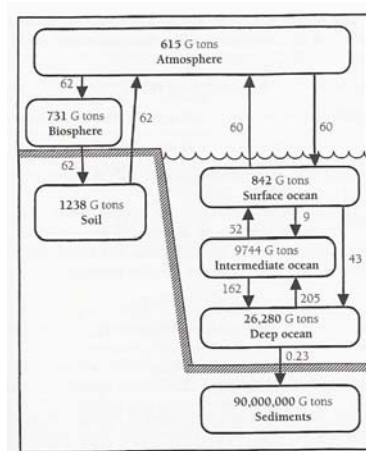 615 G tons
Atmosphere
62
731 G tons
Biosphere
62
60
60
62
842 G tons
Surface ocean
1238 G tons
Soil
52
9
9744 G tons
Intermediate ocean
43
162
205
26,280 G tons
Deep ocean
0.23
90,000,000 G tons
Sediments